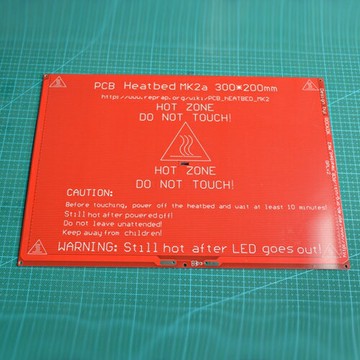 PCB Heatbed MK2a 300*200mm
http://www.reprap.org/wiki/PCB_HEATBED_MK2
HOT ZONE
DO NOT TOUCH!
HOT ZONE
DO NOT TOUCH!
CAUTION:
Before touching, power off the heatbed and wait at least 10 minutes!
Still hot after powered off!
Do not leave unattended!
Keep away from children!
WARNING: Still hot after LED goes out!